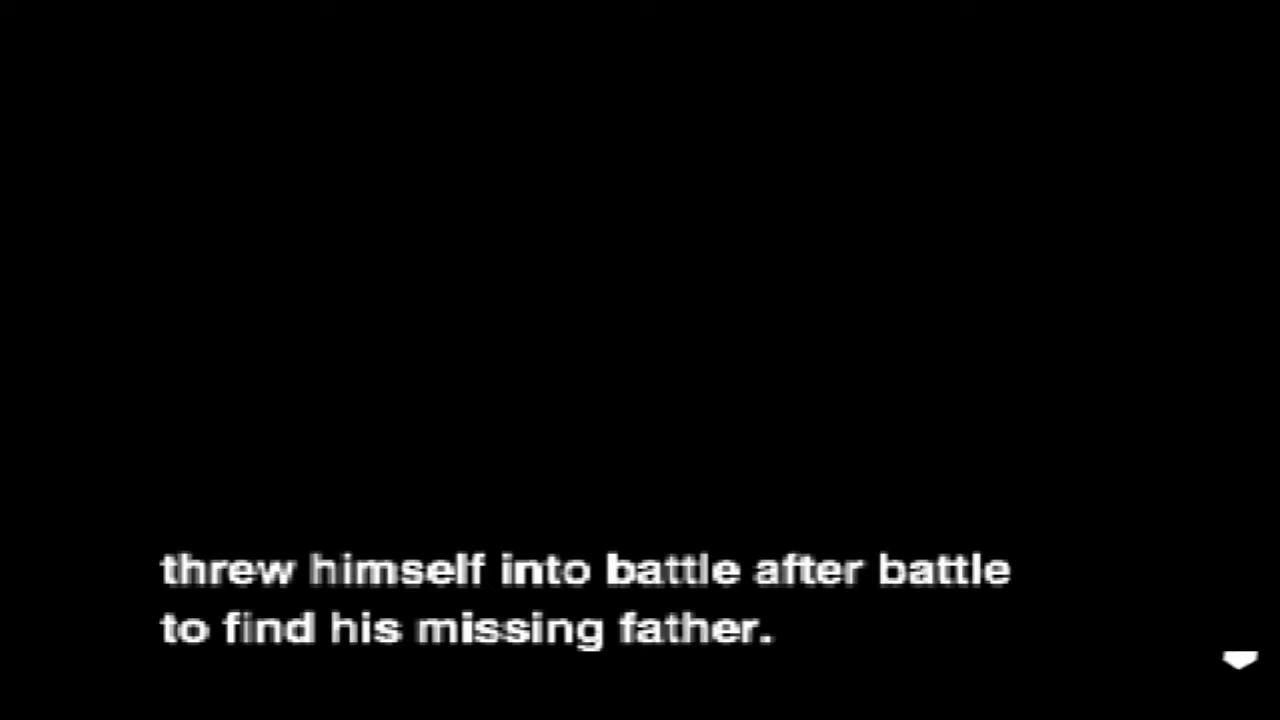 threw himself into battle after battle
to find his missing father.